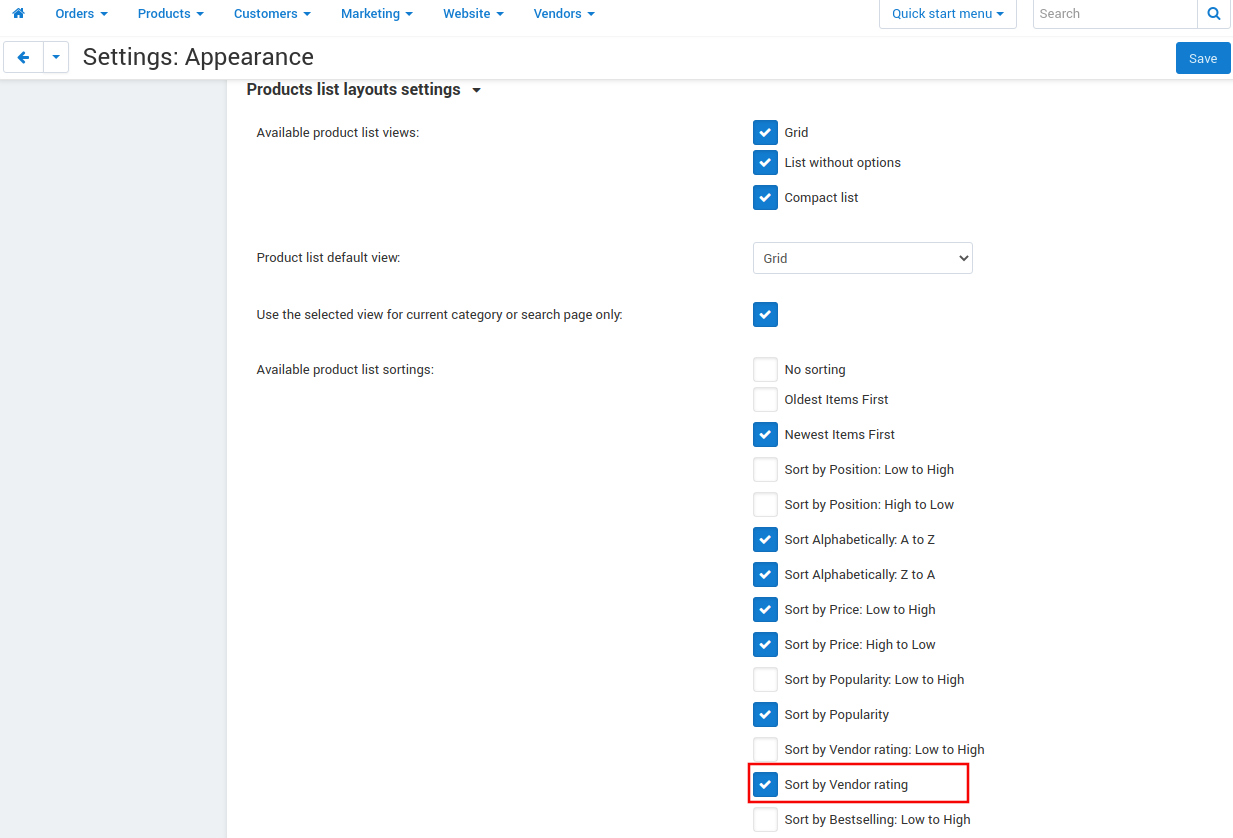 Orders Products Customers Marketing Website Vendors Quick start menu Search
Settings: Appearance Save
Products list layouts settings
Available product list views: Grid
List without options
Compact list
Product list default view: Grid
Use the selected view for current category or search page only:
Available product list sortings: No sorting
Oldest Items First
Newest Items First
Sort by Position: Low to High
Sort by Position: High to Low
Sort Alphabetically: A to Z
Sort Alphabetically: Z to A
Sort by Price: Low to High
Sort by Price: High to Low
Sort by Popularity: Low to High
Sort by Popularity
Sort by Vendor rating: Low to High
Sort by Vendor rating
Sort by Bestselling: Low to High